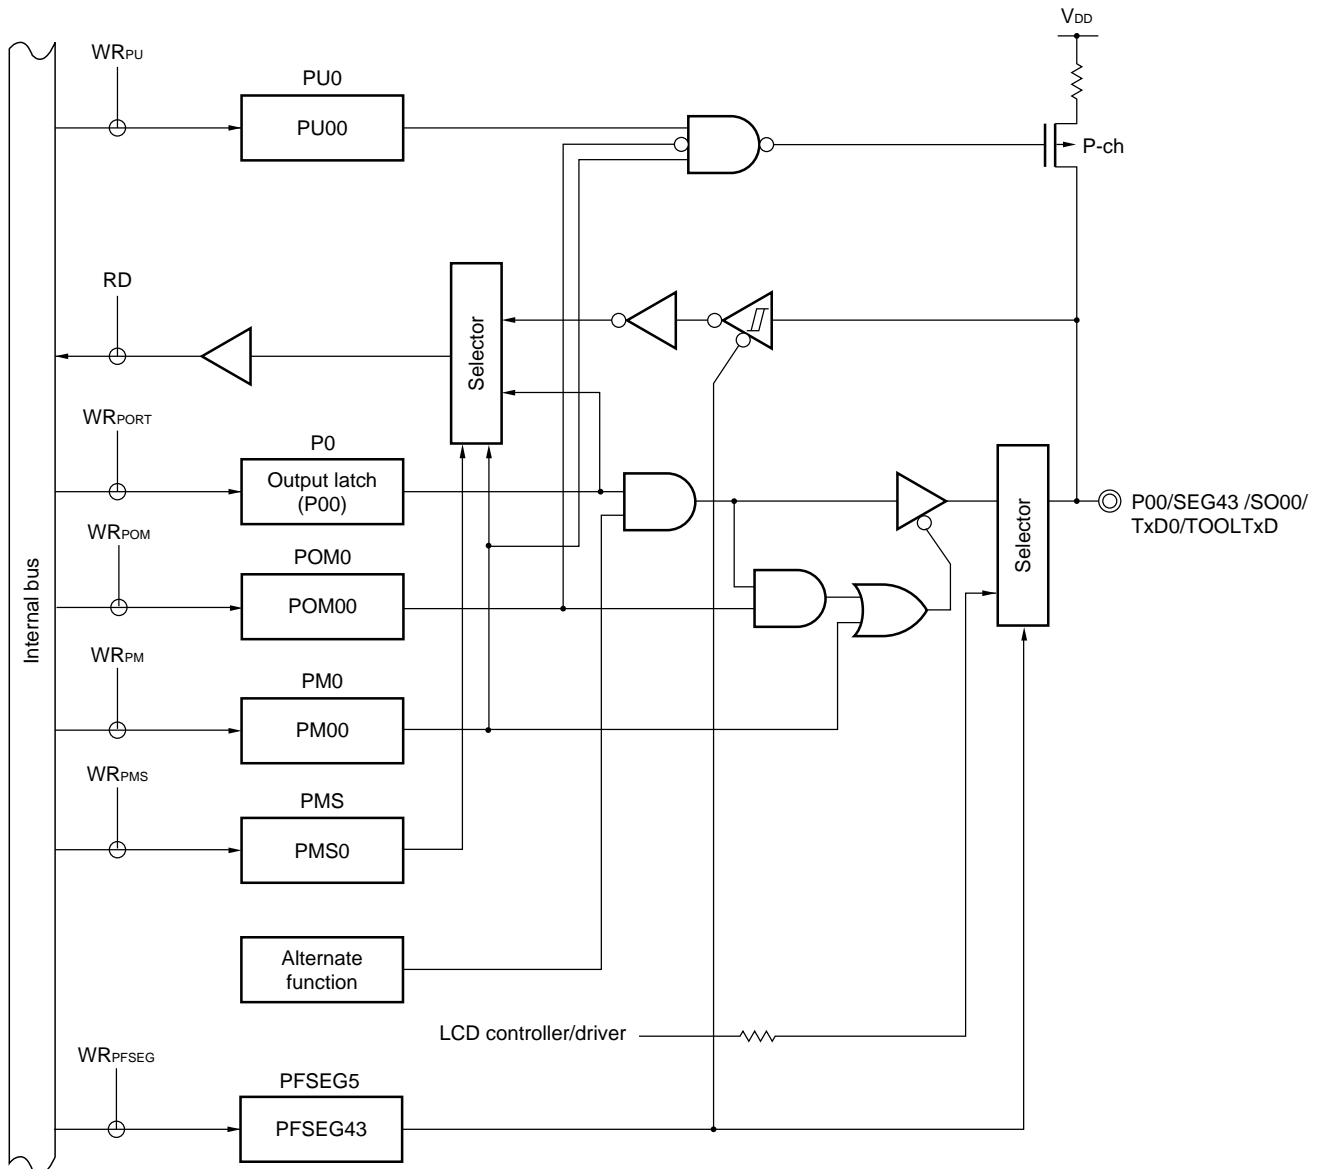 VDD
WRPU
PU0
PU00
P-ch
RD
Selector
WRPORT
P0
Output latch
(P00)
P00/SEG43 /SO00/
TxD0/TOOLTxD
Selector
WRPOM
POM0
POM00
Internal bus
WRPM
PM0
PM00
WRPMS
PMS
PMS0
Alternate
function
LCD controller/driver
WRPFSEG
PFSEG5
PFSEG43